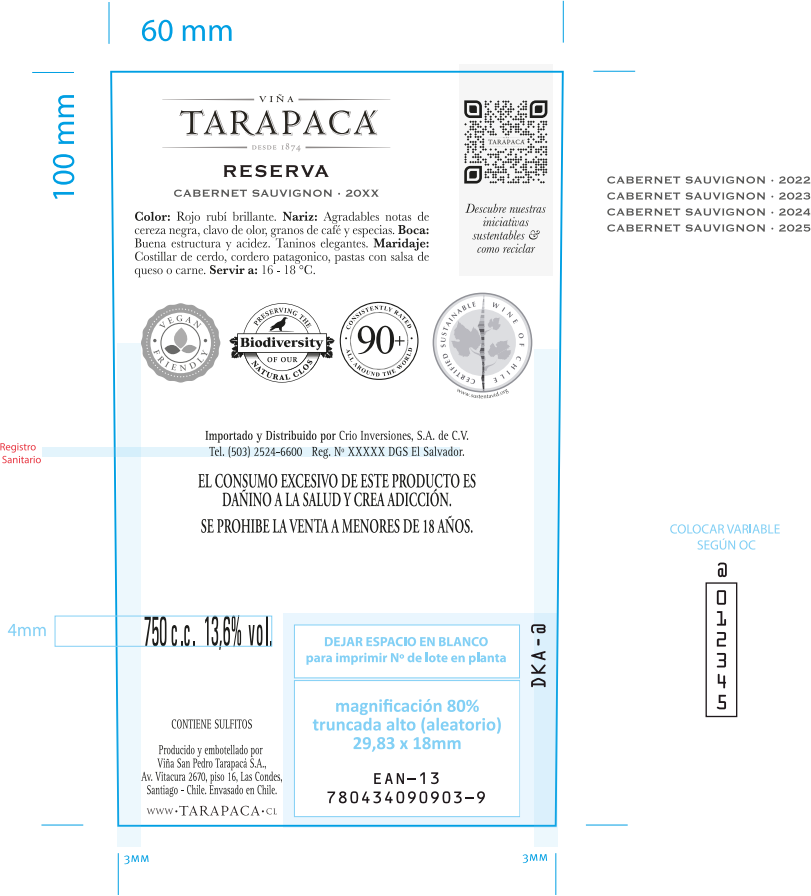 60 mm
100 mm
VIÑA
TARAPACÁ
DESDE 1874
RESERVA
CABERNET SAUVIGNON · 20XX
Color: Rojo rubí brillante. Nariz: Agradables notas de
cereza negra, clavo de olor, granos de café y especias. Boca:
Buena estructura y acidez. Taninos elegantes. Maridaje:
Costillar de cerdo, cordero patagonico, pastas con salsa de
queso o carne. Servir a: 16 - 18 °C.
TARAPACÁ
Descubre nuestras
iniciativas
sustentables &
como reciclar
CABERNET SAUVIGNON · 2022
CABERNET SAUVIGNON · 2023
CABERNET SAUVIGNON · 2024
CABERNET SAUVIGNON · 2025
VEGAN
FRIENDLY
PRESERVING THE
Biodiversity
OF OUR
NATURAL CLOS
CONSISTENTLY RATED
90+
ALL AROUND THE WORLD
CERTIFIED SUSTAINABLE WINE OF CHILE
www.sustentavid.org
Registro
Sanitario
Importado y Distribuido por Crio Inversiones, S.A. de C.V.
Tel. (503) 2524-6600 Reg. Nº XXXXX DGS El Salvador.
EL CONSUMO EXCESIVO DE ESTE PRODUCTO ES
DAÑINO A LA SALUD Y CREA ADICCIÓN.
SE PROHIBE LA VENTA A MENORES DE 18 AÑOS.
COLOCAR VARIABLE
SEGÚN OC
@
0
1
2
3
4
5
4mm
750 c.c. 13,6% vol.
DEJAR ESPACIO EN BLANCO
para imprimir Nº de lote en planta
DKA-@
magnificación 80%
truncada alto (aleatorio)
29,83 x 18mm
EAN-13
780434090903-9
CONTIENE SULFITOS
Producido y embotellado por
Viña San Pedro Tarapacá S.A.,
Av. Vitacura 2670, piso 16, Las Condes,
Santiago - Chile. Envasado en Chile.
WWW·TARAPACA·CL
3MM
3MM